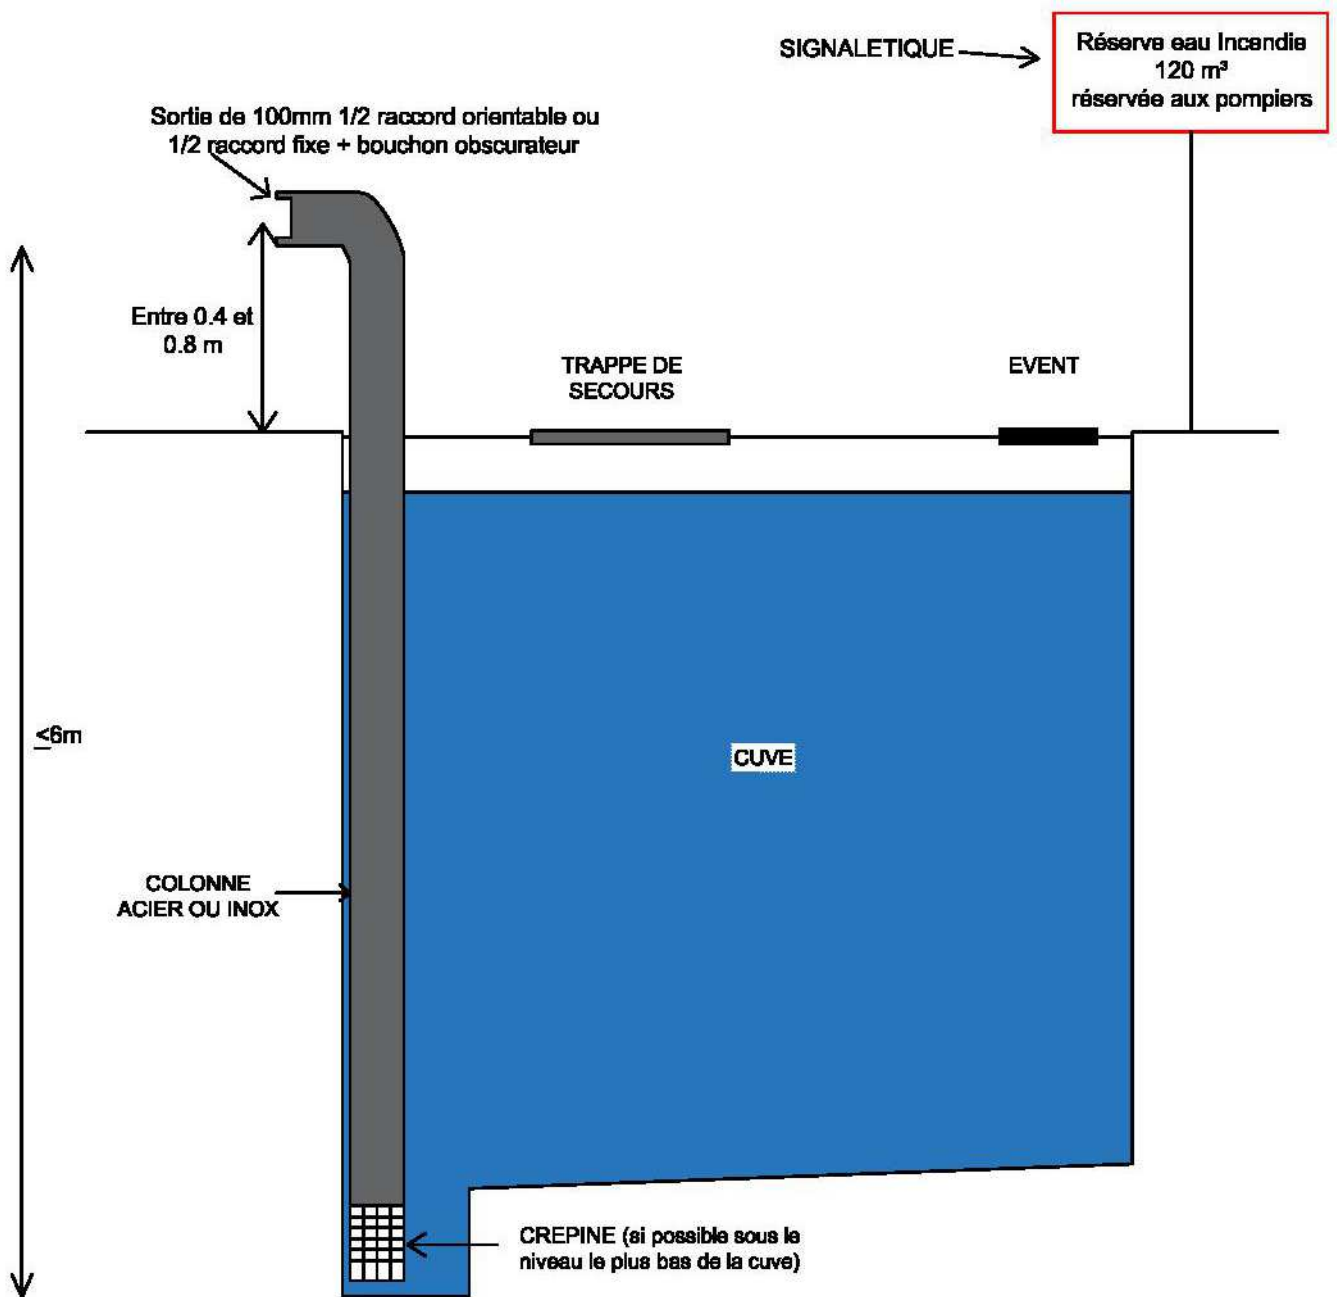 SIGNALETIQUE
Réserve eau Incendie
120 m³
réservée aux pompiers
Sortie de 100mm 1/2 raccord orientable ou
1/2 raccord fixe + bouchon obscurateur
Entre 0.4 et
0.8 m
TRAPPE DE
SECOURS
EVENT
≤6m
CUVE
COLONNE
ACIER OU INOX
CREPINE (si possible sous le
niveau le plus bas de la cuve)